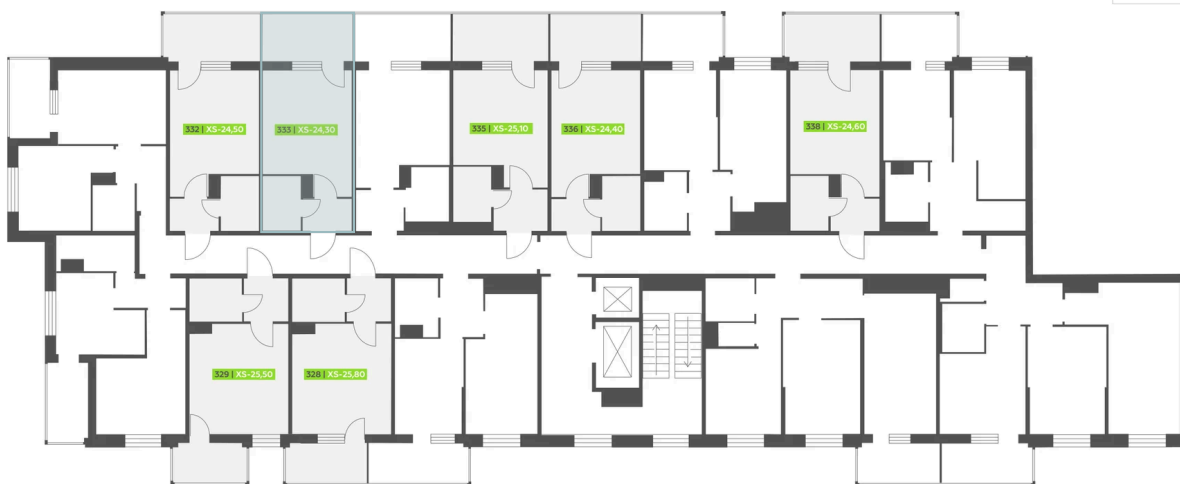 332 | XS-24,50
333 | XS-24,30
335 | XS-25,10
336 | XS-24,40
338 | XS-24,60
329 | XS-25,50
328 | XS-25,80